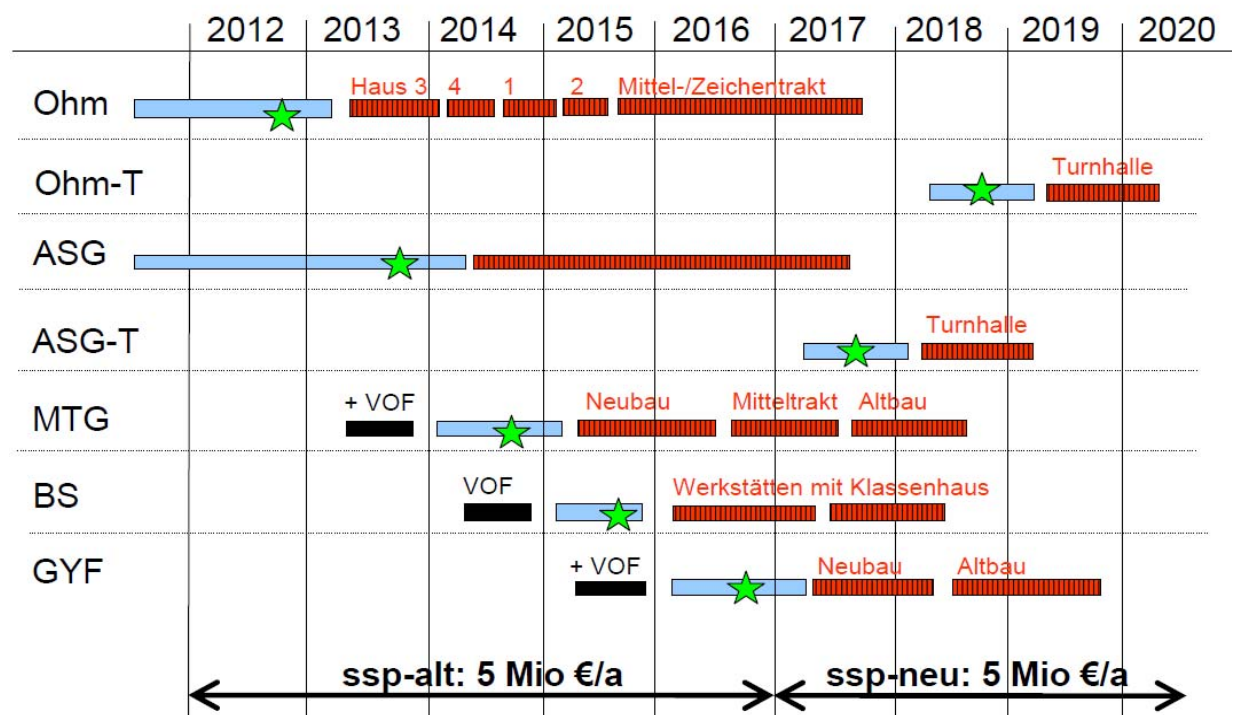 2012 2013 2014 2015 2016 2017 2018 2019 2020
Ohm Haus 3 4 1 2 Mittel-/Zeichentrakt
Ohm-T Turnhalle
ASG
ASG-T Turnhalle
MTG + VOF Neubau Mitteltrakt Altbau
BS VOF Werkstätten mit Klassenhaus
GYF + VOF Neubau Altbau
ssp-alt: 5 Mio €/a ssp-neu: 5 Mio €/a